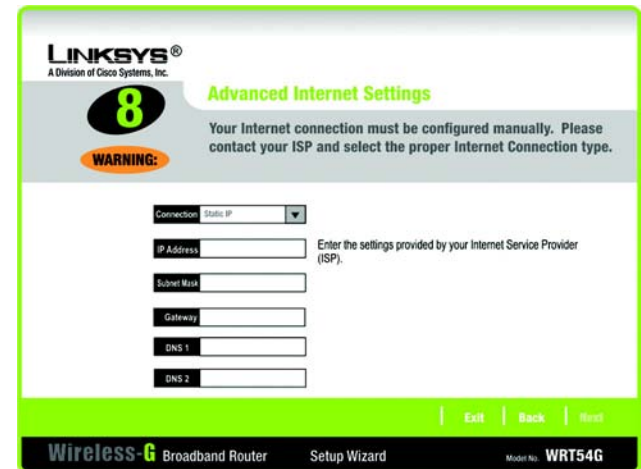 LINKSYS®
A Division of Cisco Systems, Inc.
8
Advanced Internet Settings
WARNING:
Your Internet connection must be configured manually. Please
contact your ISP and select the proper Internet Connection type.
Connection Static IP
IP Address
Enter the settings provided by your Internet Service Provider
(ISP).
Subnet Mask
Gateway
DNS 1
DNS 2
Exit Back Next
Wireless-G Broadband Router Setup Wizard Model No. WRT54G